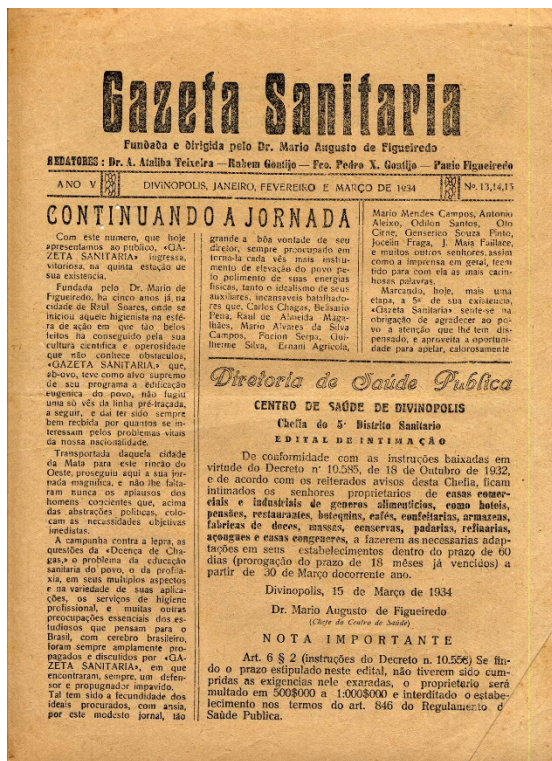 Gazeta Sanitaria
Fundada e dirigida pelo Dr. Mario Augusto de Figueiredo
REDATORES: Dr. A. Ataliba Teixeira — Rubem Gontijo — Fco. Pedro X. Gontijo — Paulo Figueiredo
ANO V
DIVINOPOLIS, JANEIRO, FEVEREIRO E MARÇO DE 1934
Nº. 13,14,15
CONTINUANDO A JORNADA
Com este numero, que hoje
apresentamos ao publico, «GA-
ZETA SANITARIA» ingressa,
vitoriosa, na quinta estação de
sua existencia.
Fundada pelo Dr. Mario de
Figueiredo, ha cinco anos já, na
cidade de Raul Soares, onde se
iniciou aquele higienista na esfé-
ra de ação em que tão belos
feitos ha conseguido pela sua
cultura cientifica e operosidade
que não conhece obstaculos,
«GAZETA SANITARIA,» que,
ab-ovo, teve como alvo supremo
de seu programa a edificação
eugenica do povo, não fugiu
uma só vês da linha pré-traçada,
a seguir, e daí ter sido sempre
bem recebida por quantos se in-
teressam pelos problemas vitais
da nossa nacionalidade.
Transportada daquela cidade
da Mata para este rincão do
Oeste, proseguiu aqui a sua jor-
nada magnifica, e não lhe falta-
ram nunca os aplausos dos
homens concientes que, acima
das abstrações politicas, colo-
cam as necessidades objetivas
imediatas.
A campanha contra a lepra, as
questões da «Doença de Cha-
gas,» o problema da educação
sanitaria do povo, o da profila-
xia, em seus multiplos aspectos
e na variedade de suas aplica-
ções, os serviços de higiene
profissional, e muitas outras
preocupações essenciais dos es-
tudiosos que pensam para o
Brasil, com cerebro brasileiro,
foram sempre amplamente pro-
pagados e discutidos por «GA-
ZETA SANITARIA», em que
encontraram, sempre, um defen-
sor e propugnador impavido.
Tal tem sido a fecundidade dos
ideais procurados, com ansia,
por este modesto jornal, tão
grande a bôa vontade de seu
diretor, sempre preocupado em
torna-la cada vês mais instru-
mento de elevação do povo pe-
lo polimento de suas energias
fisicas, tanto o idealismo de seus
auxiliares, incansaveis batalhado-
res que, Carlos Chagas, Belisario
Pena, Raul de Almeida Maga-
lhães, Mario Alvares da Silva
Campos, Focion Serpa, Gui-
lherme Silva, Ernani Agricola,
Mario Mendes Campos, Antonio
Aleixo, Odilon Santos, Oto
Cirne, Genserico Souza Pinto,
Jocelin Fraga, J. Maia Faillace,
e muitos outros senhores, assim
como a imprensa em geral, teem
tido para com ela as mais carin-
hosas palavras.
Marcando, hoje, mais uma
etapa, a 5ª de sua existencia,
«Gazeta Sanitaria» sente-se na
obrigação de agradecer ao po-
vo a atenção que lhe tem dis-
pensado, e aproveita a oportuni-
dade para apelar, calorosamente
Diretoria de Saúde Publica
CENTRO DE SAÚDE DE DIVINOPOLIS
Chefia do 5º Distrito Sanitario
EDITAL DE INTIMAÇÃO
De conformidade com as instruções baixadas em
virtude do Decreto nº 10.585, de 18 de Outubro de 1932,
e de acordo com os reiterados avisos desta Chefia, ficam
intimados os senhores proprietarios de casas comer-
ciais e industriais de generos alimenticios, como hoteis,
pensões, restaurantes, botequins, cafés, confeitarias, armazens,
fabricas de doces, massas, conservas, padarias, refinarias,
açougues e casas congeneres, a fazerem as necessarias adap-
tações em seus estabelecimentos dentro do prazo de 60
dias (prorogação do prazo de 18 mêses já vencidos) a
partir de 30 de Março docorrente ano.
Divinopolis, 15 de Março de 1934
Dr. Mario Augusto de Figueiredo
(Chefe do Centro de Saúde)
NOTA IMPORTANTE
Art. 6 § 2 (instruções do Decreto n. 10.558) Se fin-
do o prazo estipulado neste edital, não tiverem sido cum-
pridas as exigencias nele exaradas, o proprietario será
multado em 500$000 a 1:000$000 e interditado o estabe-
lecimento nos termos do art. 846 do Regulamento d
Saúde Publica.